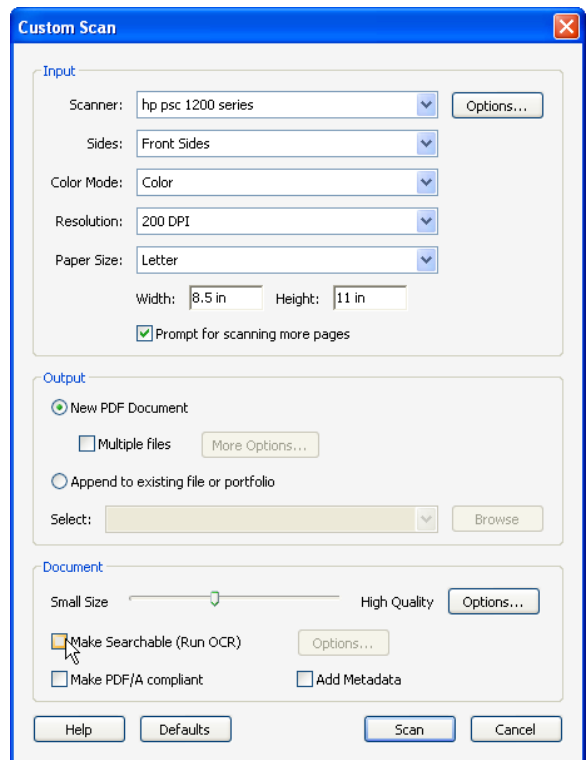 Custom Scan
Input
Scanner: hp psc 1200 series Options...
Sides: Front Sides
Color Mode: Color
Resolution: 200 DPI
Paper Size: Letter
Width: 8.5 in Height: 11 in
Prompt for scanning more pages
Output
New PDF Document
Multiple files More Options...
Append to existing file or portfolio
Select: Browse
Document
Small Size High Quality Options...
Make Searchable (Run OCR) Options...
Make PDF/A compliant Add Metadata
Help Defaults Scan Cancel